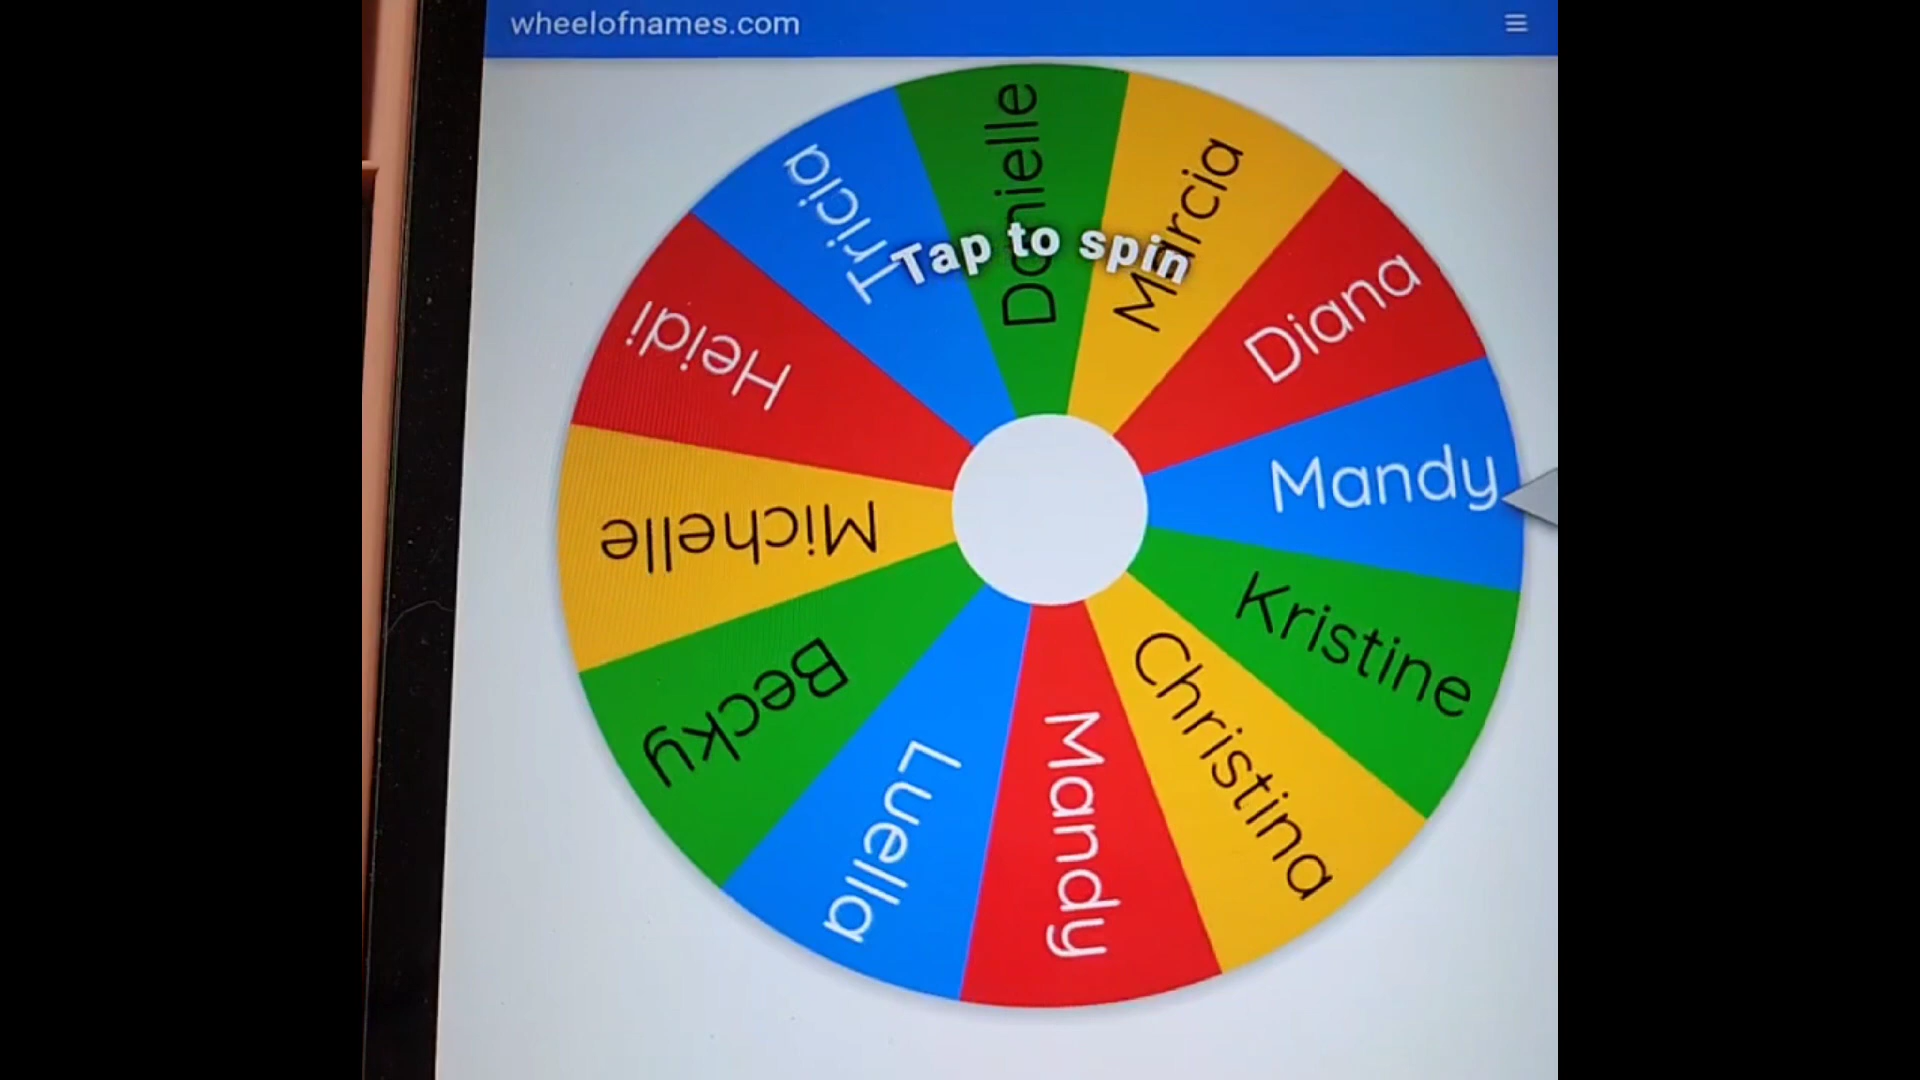 wheelofnames.com
Danielle
Marcia
Diana
Mandy
Kristine
Christina
Mandy
Luella
Becky
Michelle
Heidi
Tricia
Tap to spin